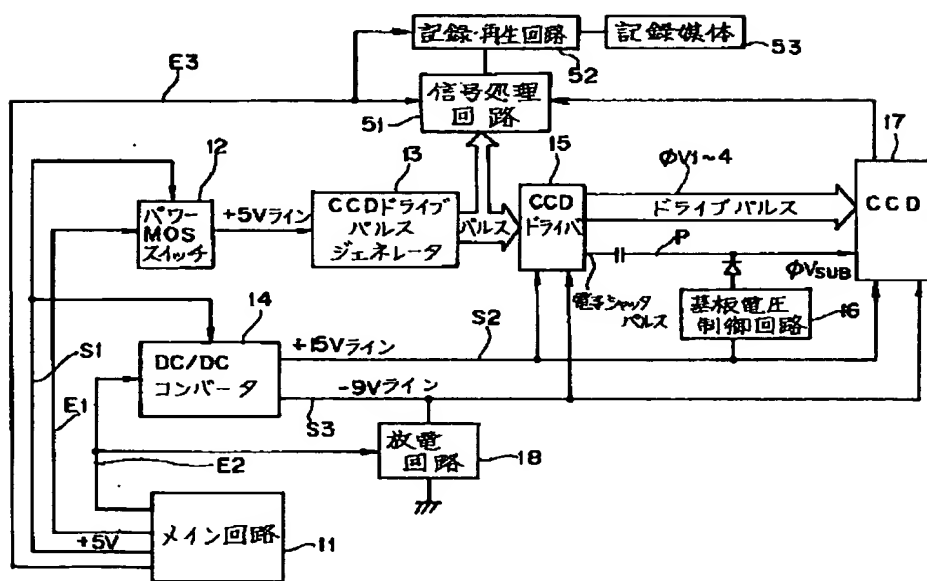 記録・再生回路
記録媒体
53
52
E3
信号処理
回路
51
12
13
15
17
パワー
MOS
スイッチ
+5Vライン
CCDドライブ
パルス
ジェネレータ
パルス
CCD
ドライバ
ΦV1~4
ドライブパルス
CCD
P
ΦVSUB
電子シャッタ
パルス
基板電圧
制御回路
16
14
S2
+15Vライン
S1
DC/DC
コンバータ
-9Vライン
E1
S3
放電
回路
18
E2
メイン回路
+5V
11